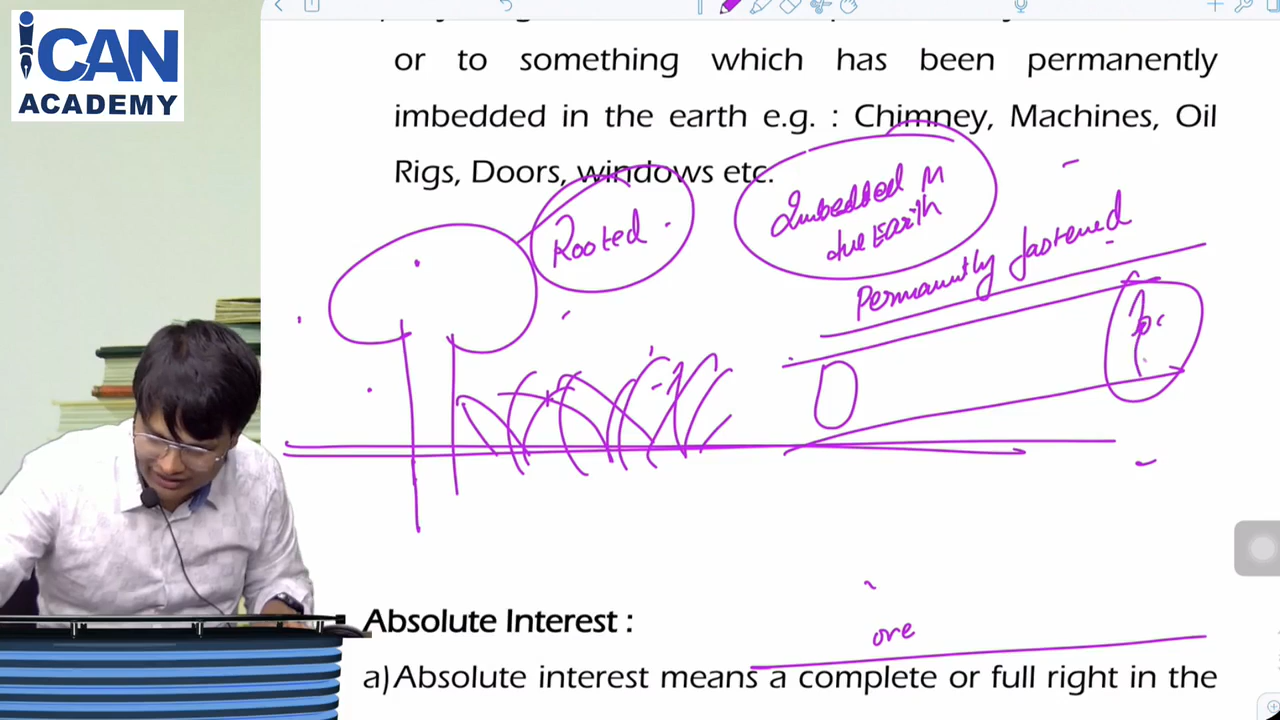 iCAN
ACADEMY
or to something which has been permanently
imbedded in the earth e.g. : Chimney, Machines, Oil
Rigs, Doors, windows etc.
Rooted.
Imbedded in
the Earth
Permanently fastened
Absolute Interest :
ore
a) Absolute interest means a complete or full right in the